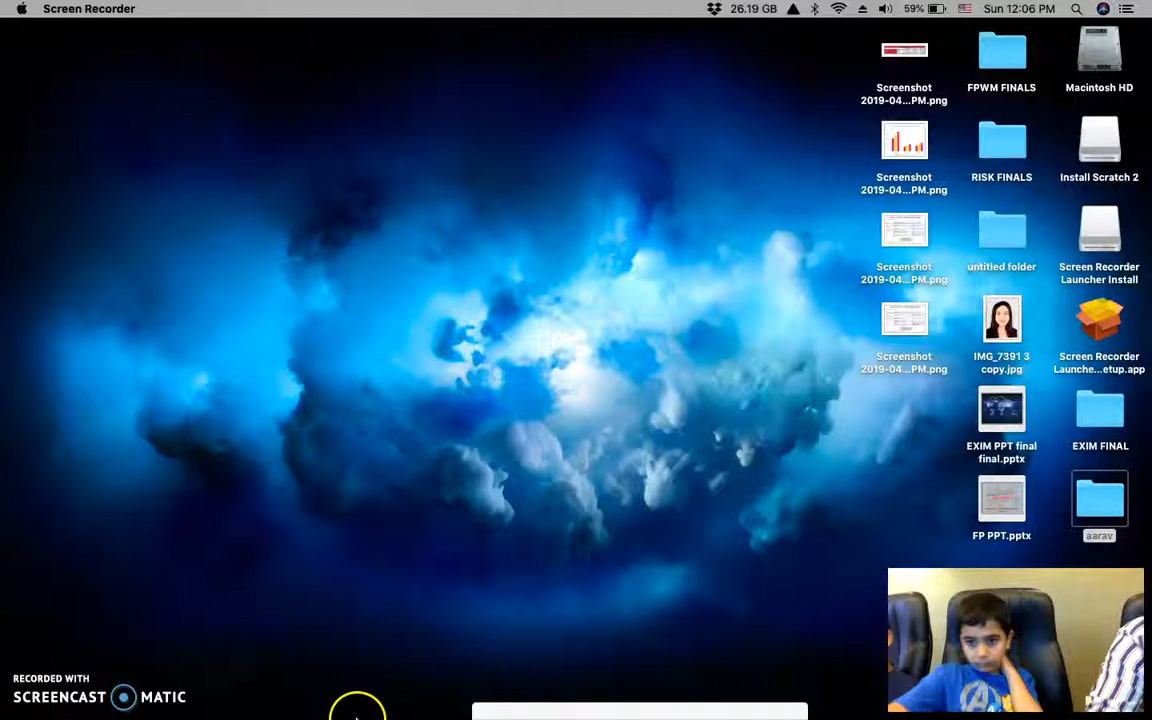 Screen Recorder
26.19 GB
59%
Sun 12:06 PM
Screenshot
2019-04...PM.png
FPWM FINALS
Macintosh HD
Screenshot
2019-04...PM.png
RISK FINALS
Install Scratch 2
Screenshot
2019-04...PM.png
untitled folder
Screen Recorder
Launcher Install
Screenshot
2019-04...PM.png
IMG_7391 3
copy.jpg
Screen Recorder
Launche...etup.app
EXIM PPT final
final.pptx
EXIM FINAL
FP PPT.pptx
aarav
RECORDED WITH
SCREENCAST MATIC